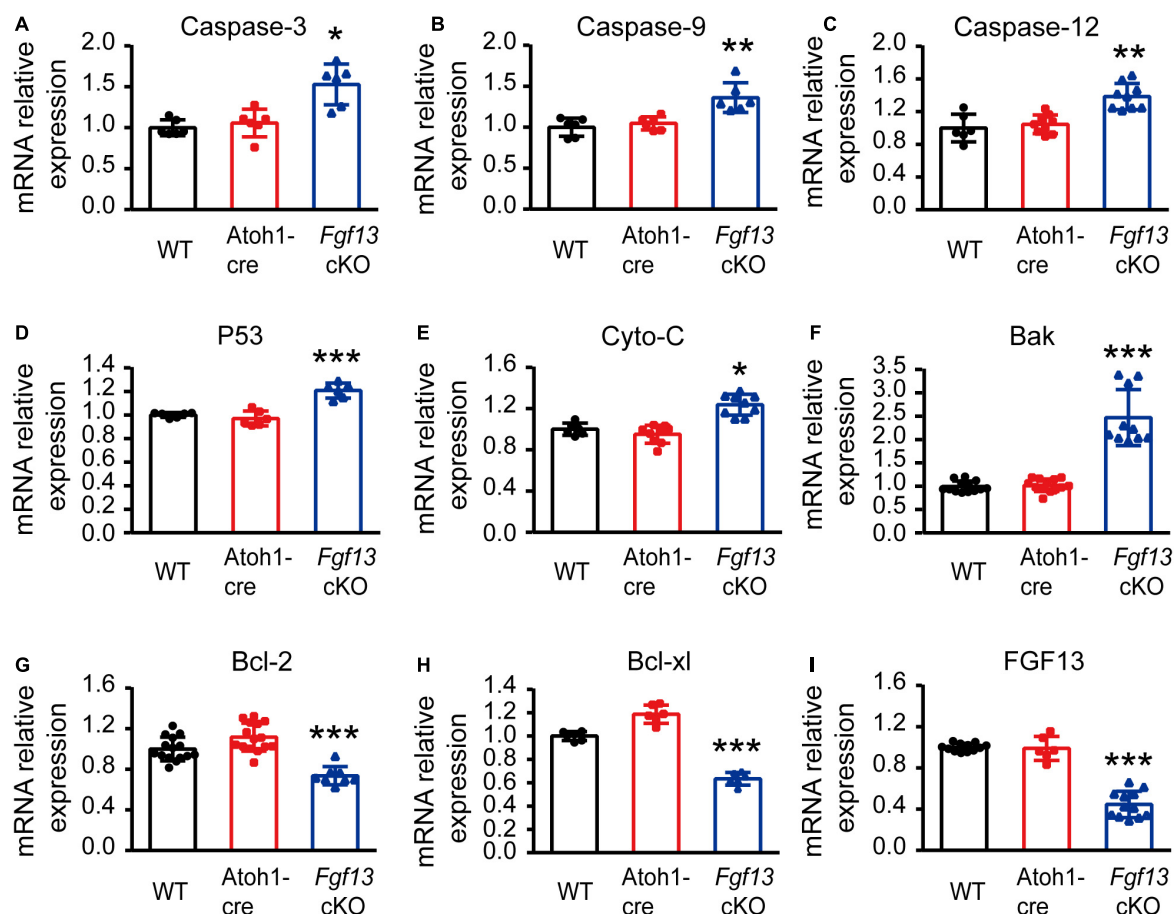 A
Caspase-3
mRNA relative
expression
2.0
1.5
1.0
0.5
0.0
*
WT
Atoh1-
cre
Fgf13
cKO
B
Caspase-9
mRNA relative
expression
2.0
1.5
1.0
0.5
0.0
**
WT
Atoh1-
cre
Fgf13
cKO
C
Caspase-12
mRNA relative
expression
2.0
1.6
1.2
0.8
0.4
0.0
**
WT
Atoh1-
cre
Fgf13
cKO
D
P53
mRNA relative
expression
1.4
1.2
1.0
0.8
0.6
0.4
0.2
0.0
***
WT
Atoh1-
cre
Fgf13
cKO
E
Cyto-C
mRNA relative
expression
1.6
1.2
0.8
0.4
0.0
*
WT
Atoh1-
cre
Fgf13
cKO
F
Bak
mRNA relative
expression
3.5
3.0
2.5
2.0
1.5
1.0
0.5
0.0
***
WT
Atoh1-
cre
Fgf13
cKO
G
Bcl-2
mRNA relative
expression
1.6
1.2
0.8
0.4
0.0
***
WT
Atoh1-
cre
Fgf13
cKO
H
Bcl-xl
mRNA relative
expression
1.4
1.2
1.0
0.8
0.6
0.4
0.2
0.0
***
WT
Atoh1-
cre
Fgf13
cKO
I
FGF13
mRNA relative
expression
1.6
1.2
0.8
0.4
0.0
***
WT
Atoh1-
cre
Fgf13
cKO